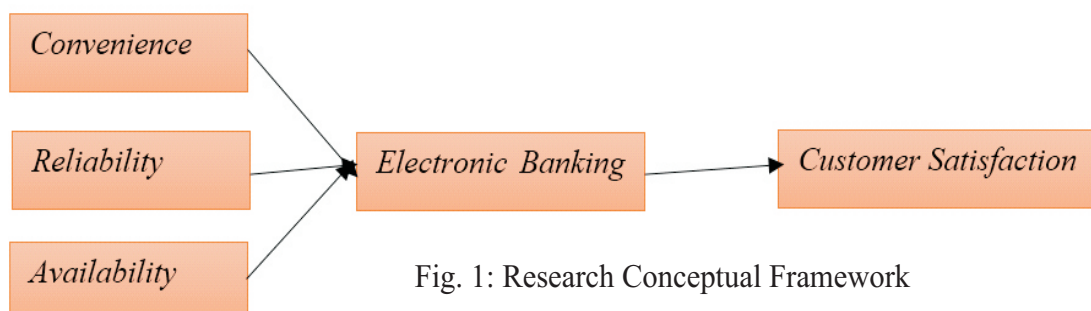 Convenience
Reliability
Electronic Banking
Customer Satisfaction
Availability
Fig. 1: Research Conceptual Framework